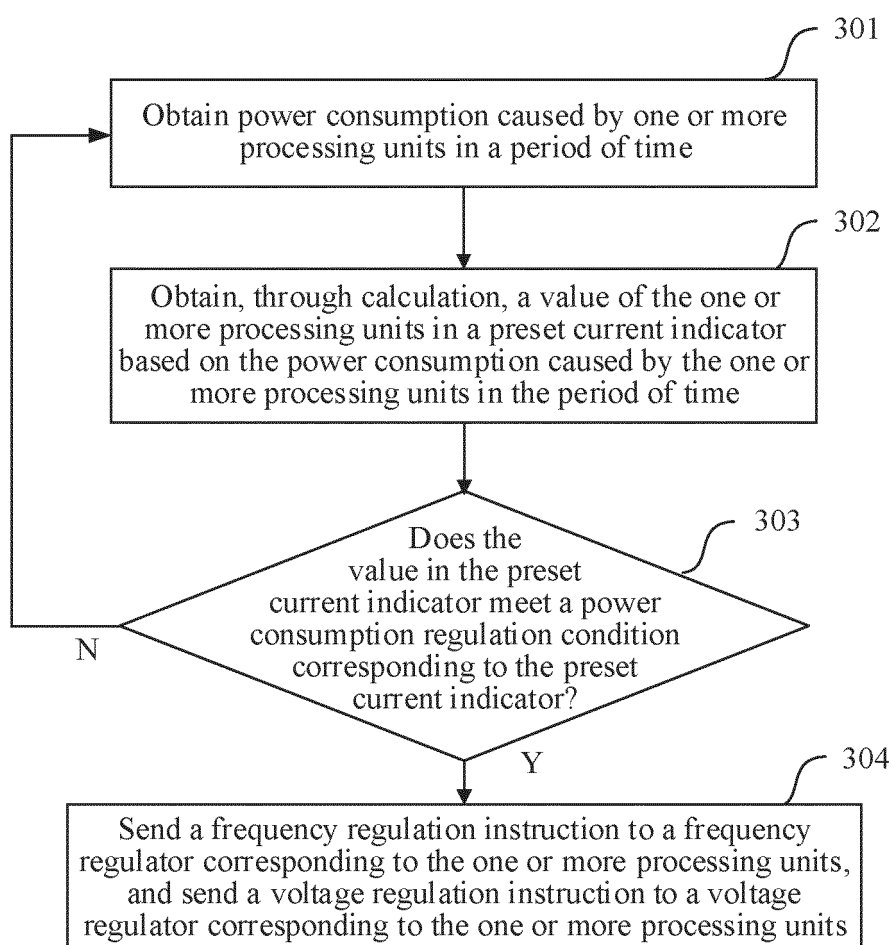 301
Obtain power consumption caused by one or more
processing units in a period of time
302
Obtain, through calculation, a value of the one or
more processing units in a preset current indicator
based on the power consumption caused by the one or
more processing units in the period of time
303
Does the
value in the preset
current indicator meet a power
consumption regulation condition
corresponding to the preset
current indicator?
N
Y
304
Send a frequency regulation instruction to a frequency
regulator corresponding to the one or more processing units,
and send a voltage regulation instruction to a voltage
regulator corresponding to the one or more processing units